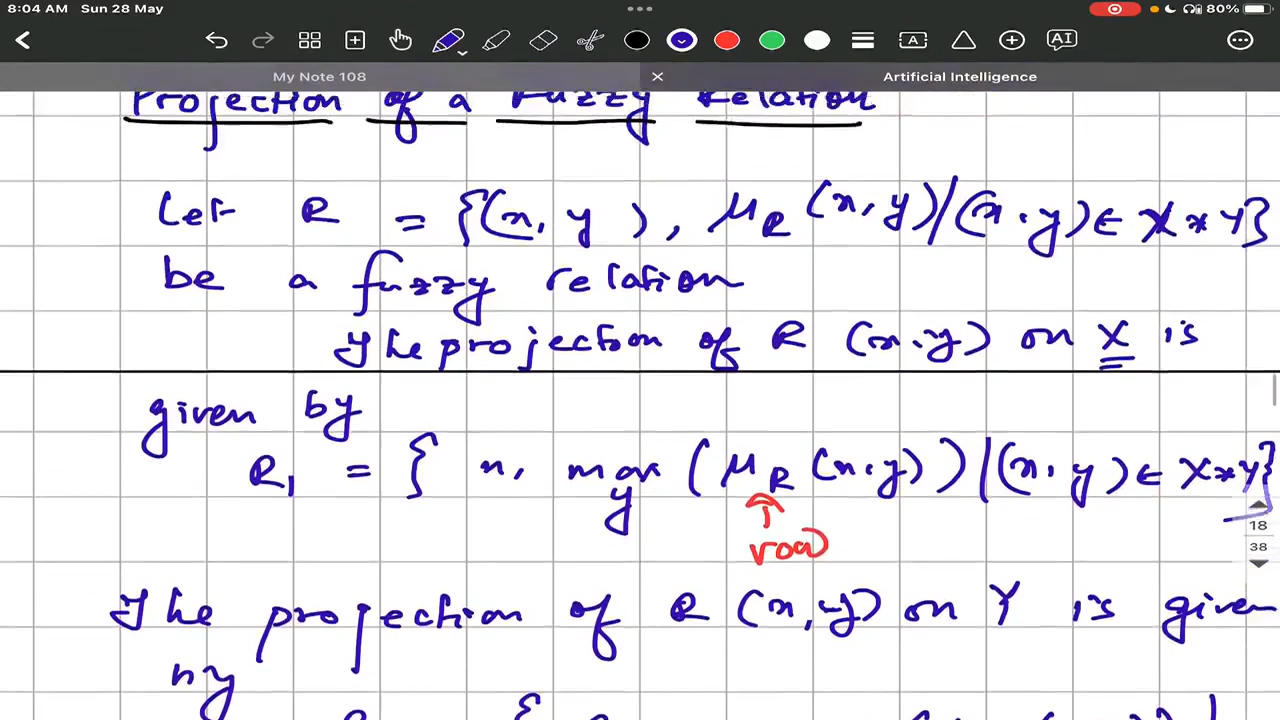 8:04 AM Sun 28 May
80%
My Note 108
Artificial Intelligence
Projection of a Fuzzy Relation
Let R = {(x, y), μR (x, y)/(x, y) ∈ X × Y}
be a fuzzy relation
The projection of R (x, y) on X is
given by
R1 = { x, max y (μR (x, y))/(x, y) ∈ X × Y}
18
38
The projection of R (x, y) on Y is given